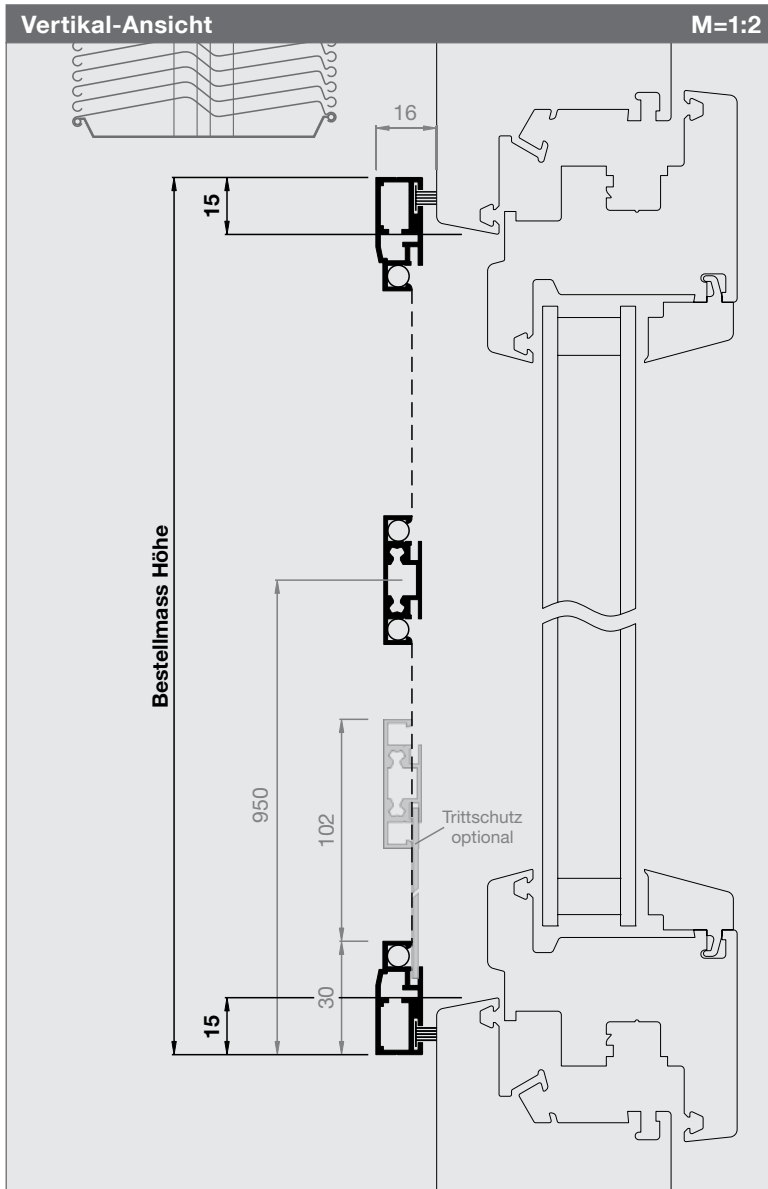 Vertikal-Ansicht M=1:2
16
15
Bestellmass Höhe
950
102
Trittschutz
optional
30
15